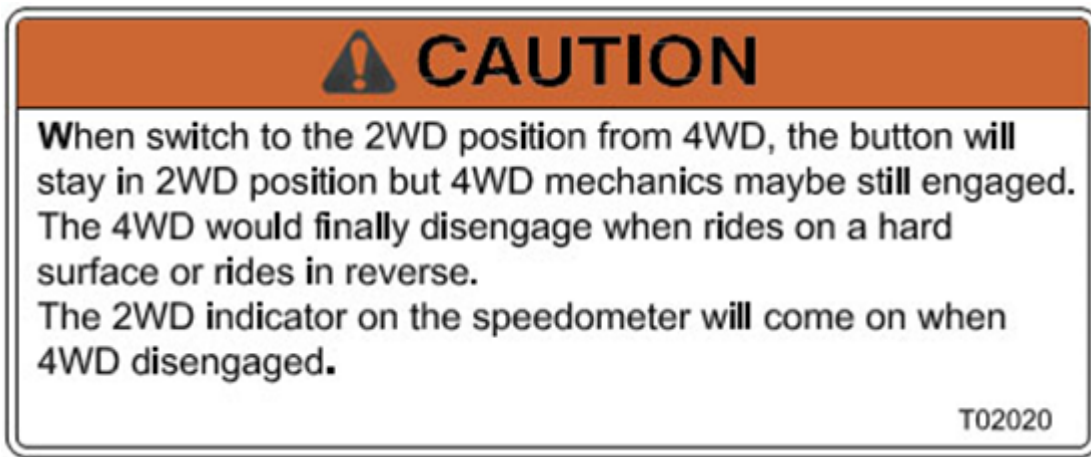 CAUTION
When switch to the 2WD position from 4WD, the button will
stay in 2WD position but 4WD mechanics maybe still engaged.
The 4WD would finally disengage when rides on a hard
surface or rides in reverse.
The 2WD indicator on the speedometer will come on when
4WD disengaged.
T02020